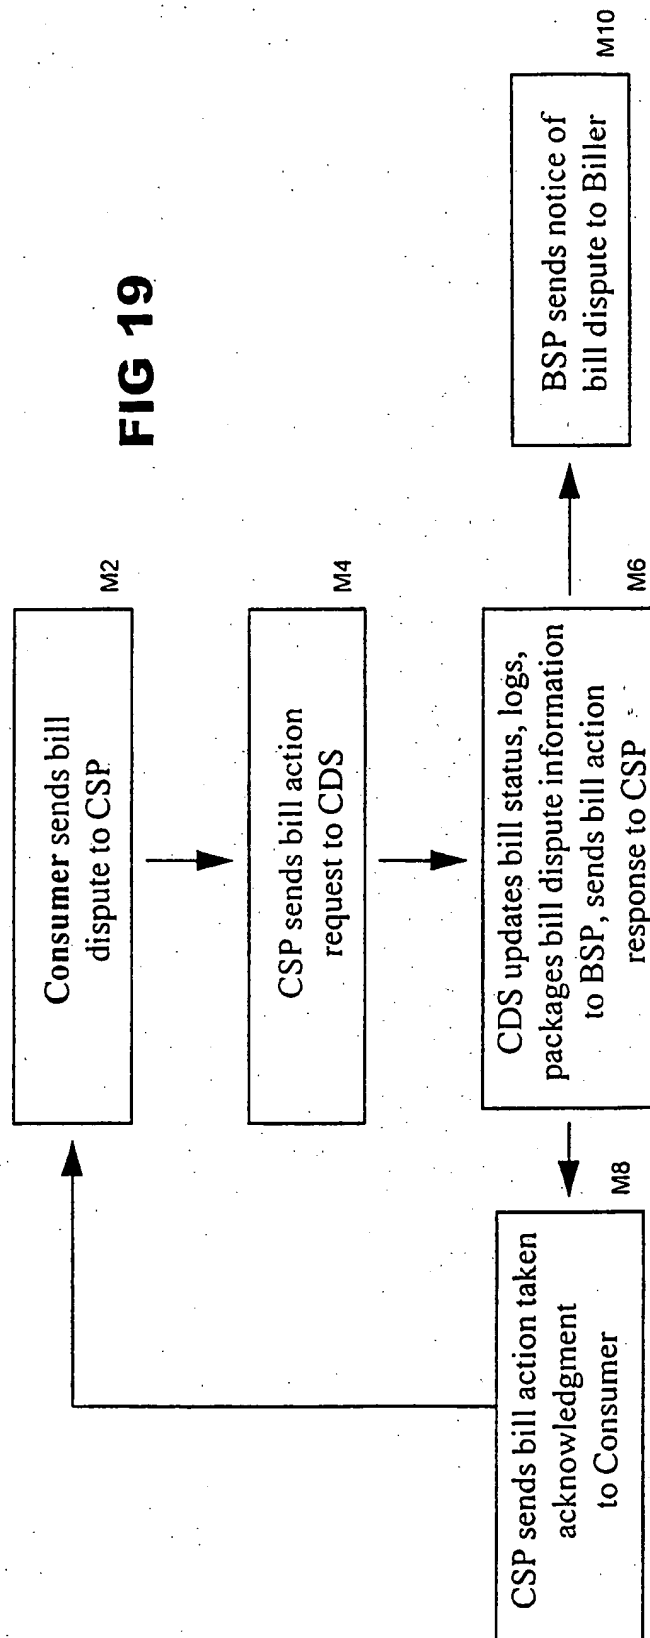 FIG 19
Consumer sends bill
dispute to CSP
M2
CSP sends bill action
request to CDS
M4
CDS updates bill status, logs,
packages bill dispute information
to BSP, sends bill action
response to CSP
M6
CSP sends bill action taken
acknowledgment
to Consumer
M8
BSP sends notice of
bill dispute to Biller
M10